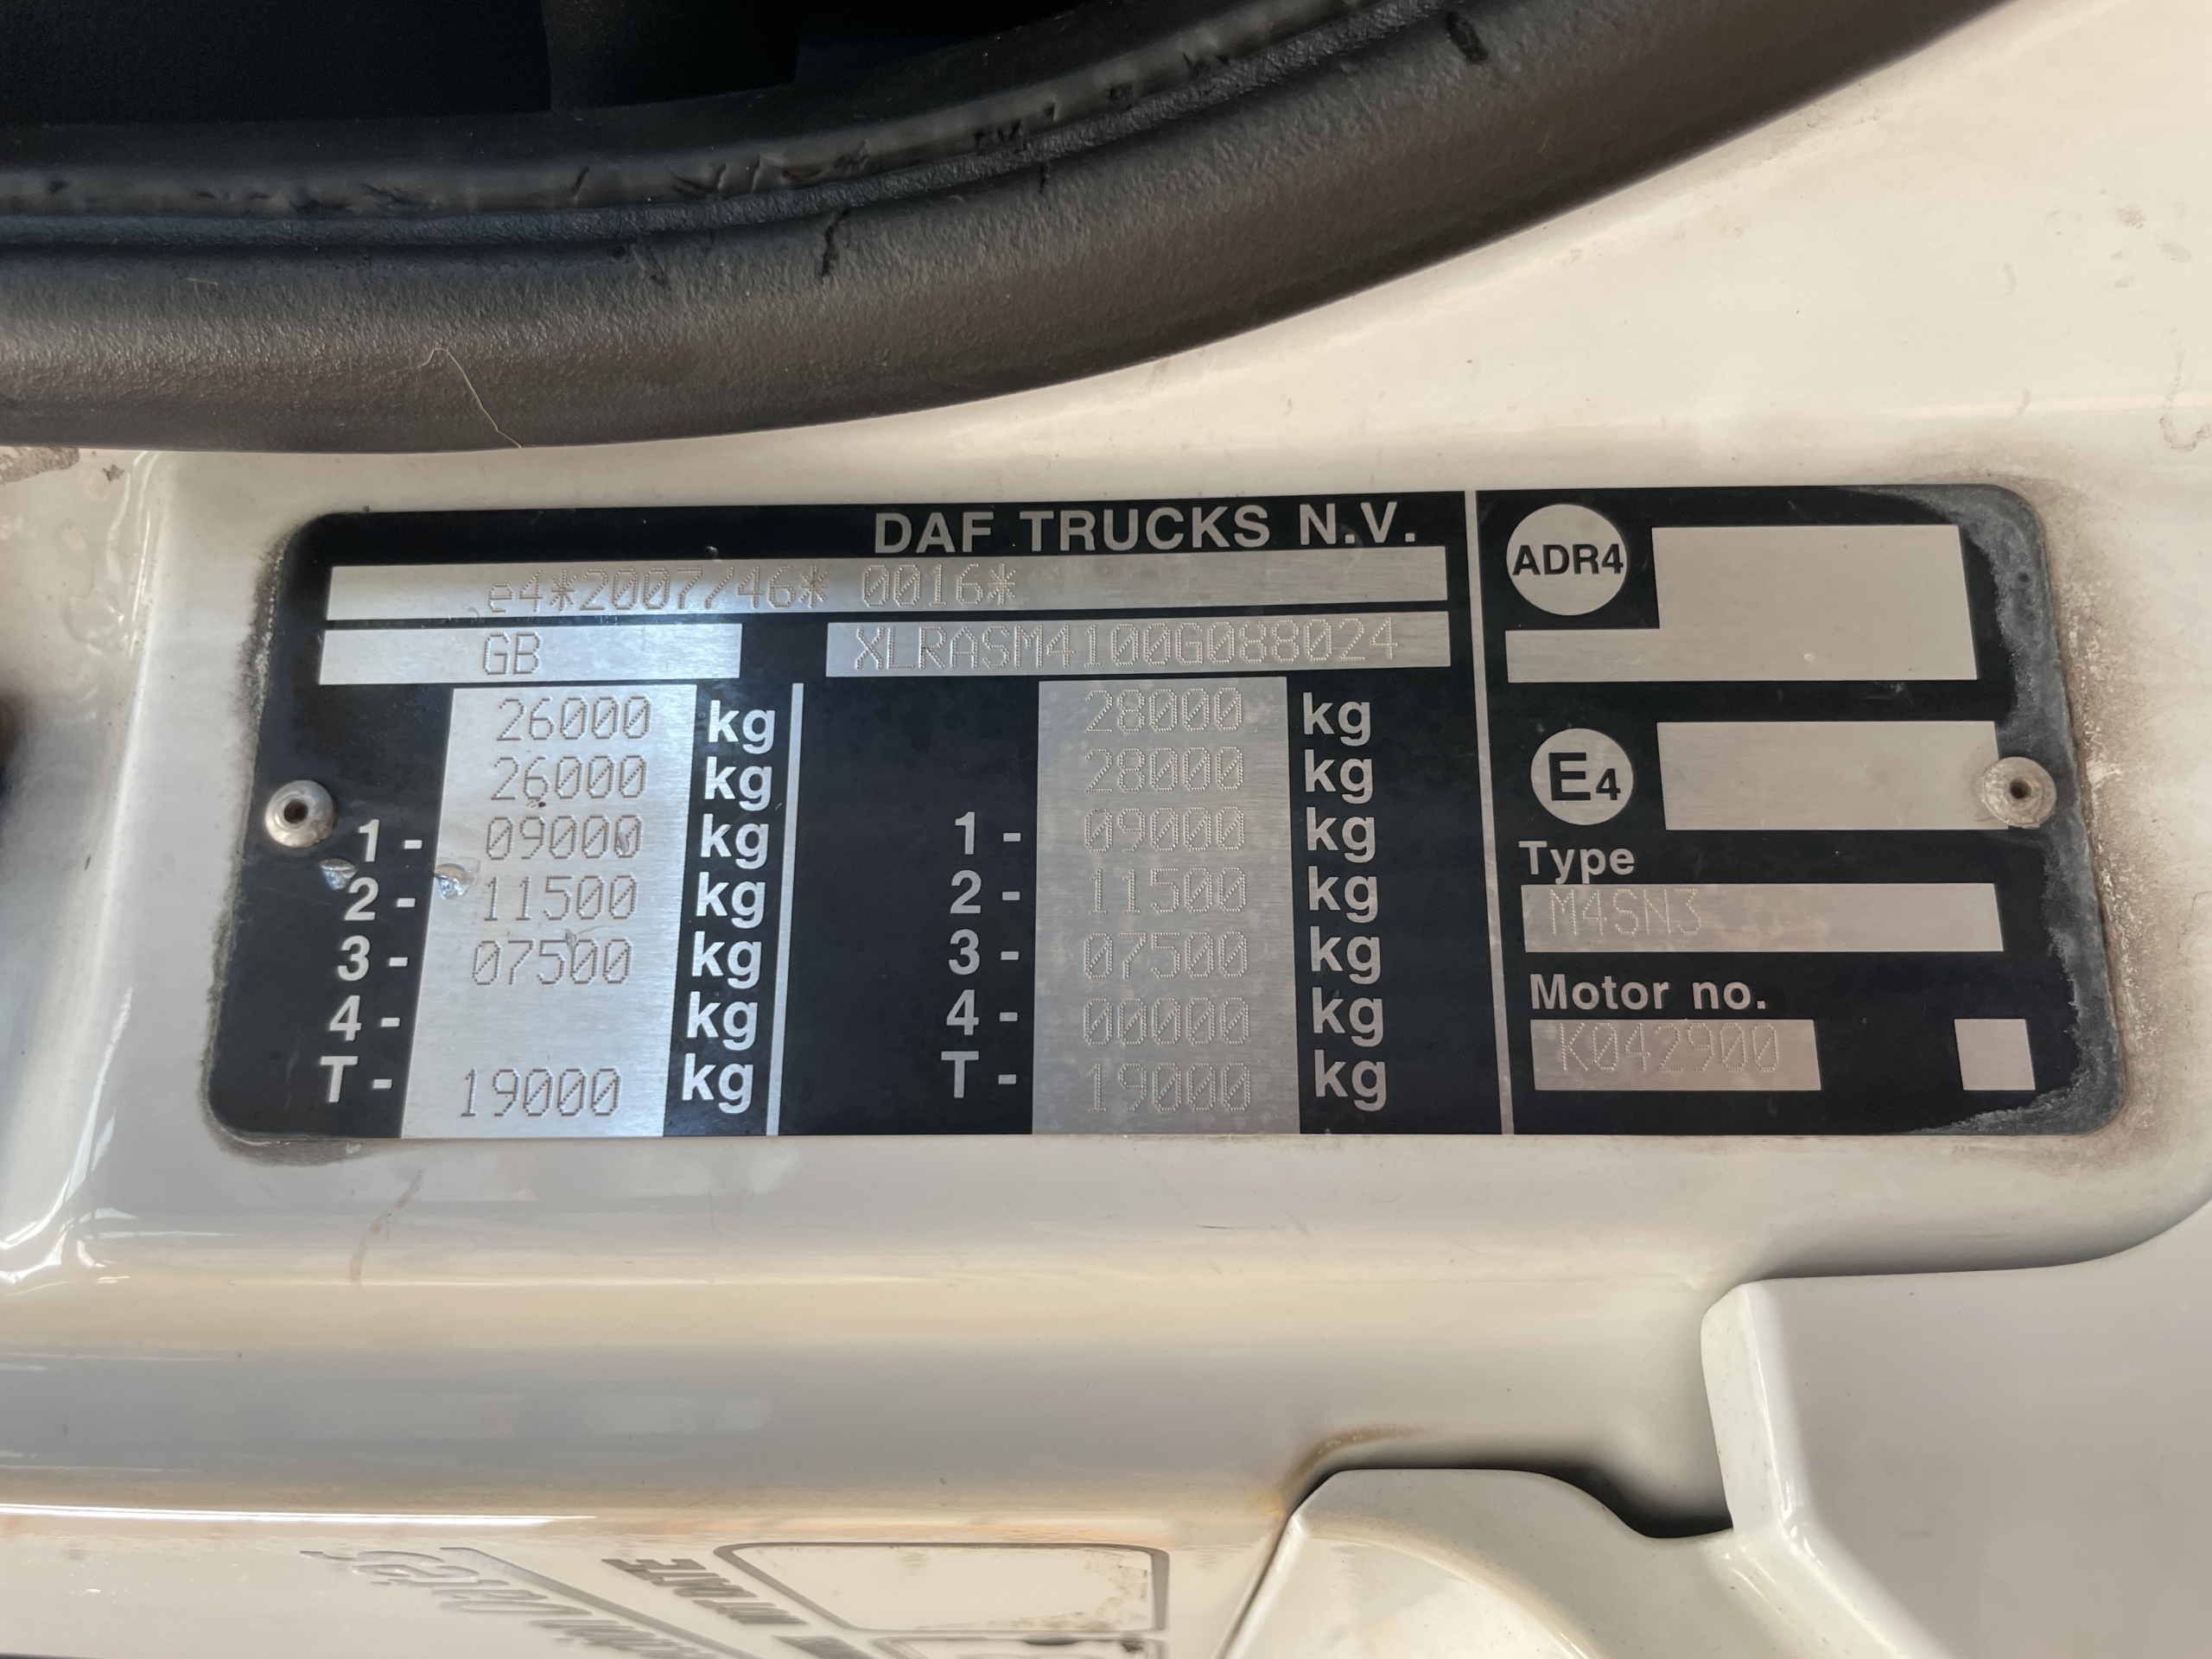 DAF TRUCKS N.V.
e4*2007/46* 0016*
GB XLRASM4100G088024
26000 kg 28000 kg
26000 kg 28000 kg
1 - 09000 kg 1 - 09000 kg
2 - 11500 kg 2 - 11500 kg
3 - 07500 kg 3 - 07500 kg
4 - kg 4 - 00000 kg
T - 19000 kg T - 19000 kg
ADR4
E4
Type
M4SN3
Motor no.
K042900